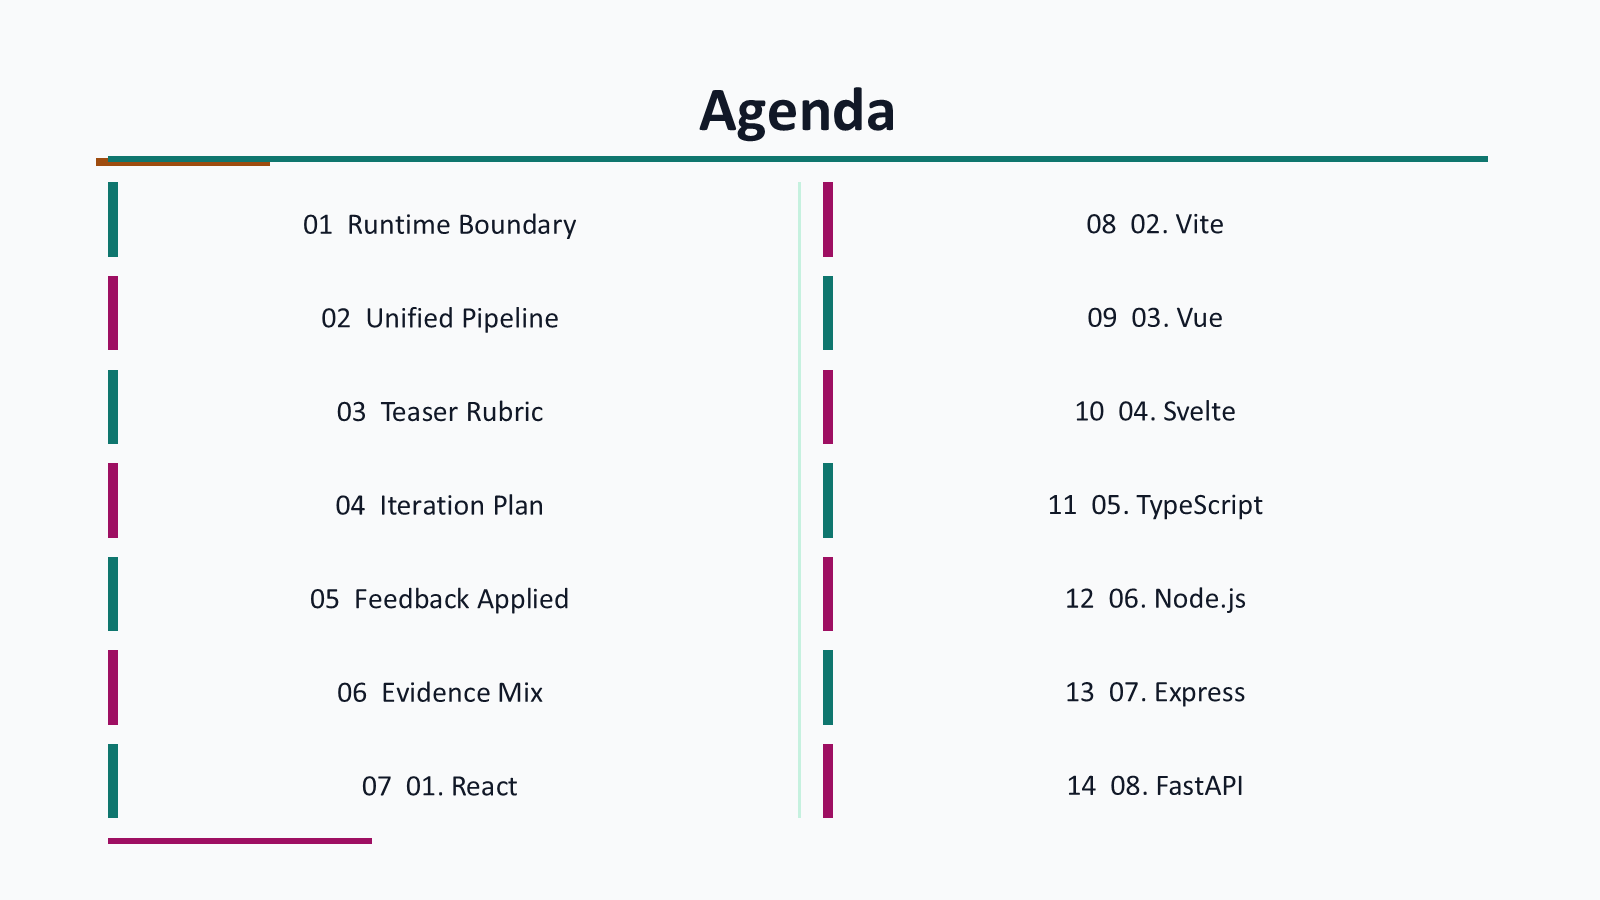 Agenda
01 Runtime Boundary
02 Unified Pipeline
03 Teaser Rubric
04 Iteration Plan
05 Feedback Applied
06 Evidence Mix
07 01. React
08 02. Vite
09 03. Vue
10 04. Svelte
11 05. TypeScript
12 06. Node.js
13 07. Express
14 08. FastAPI